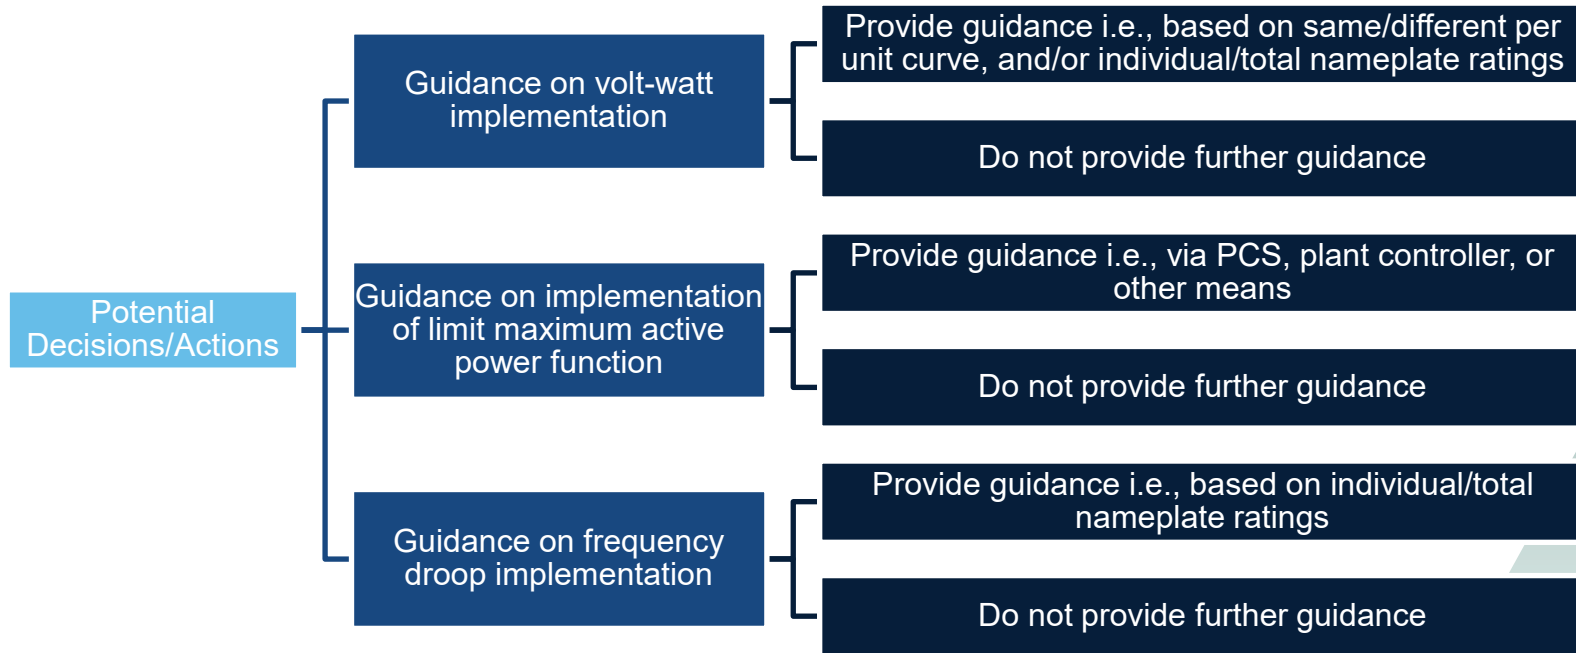 Potential
Decisions/Actions
Guidance on volt-watt
implementation
Provide guidance i.e., based on same/different per
unit curve, and/or individual/total nameplate ratings
Do not provide further guidance
Guidance on implementation
of limit maximum active
power function
Provide guidance i.e., via PCS, plant controller, or
other means
Do not provide further guidance
Guidance on frequency
droop implementation
Provide guidance i.e., based on individual/total
nameplate ratings
Do not provide further guidance